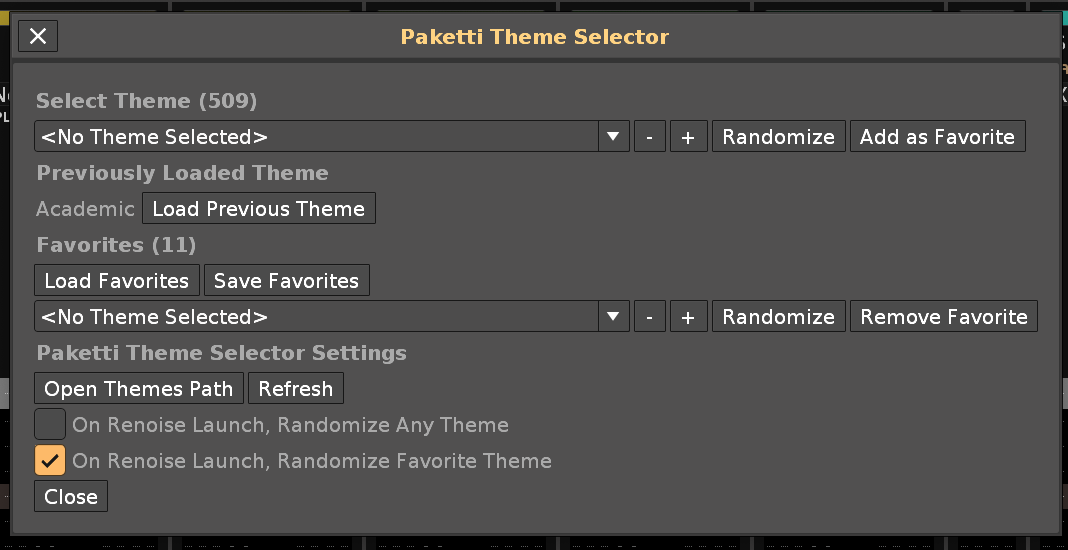 Paketti Theme Selector
Select Theme (509)
<No Theme Selected> - + Randomize Add as Favorite
Previously Loaded Theme
Academic Load Previous Theme
Favorites (11)
Load Favorites Save Favorites
<No Theme Selected> - + Randomize Remove Favorite
Paketti Theme Selector Settings
Open Themes Path Refresh
On Renoise Launch, Randomize Any Theme
On Renoise Launch, Randomize Favorite Theme
Close